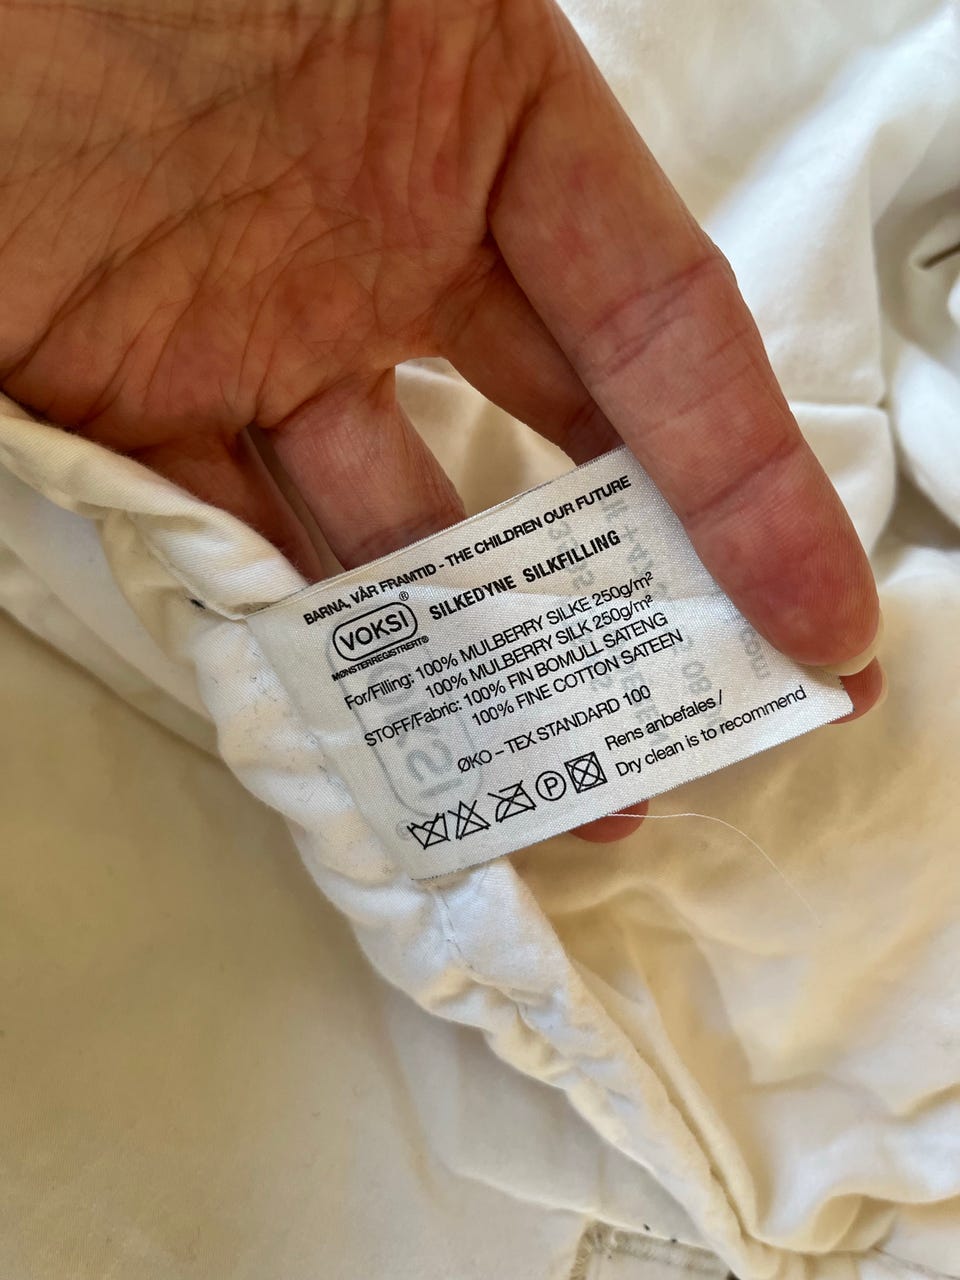 BARNA, VÅR FRAMTID - THE CHILDREN OUR FUTURE
VOKSI ®
MØNSTERREGISTRERT®
SILKEDYNE SILKFILLING
For/Filling: 100% MULBERRY SILKE 250g/m²
100% MULBERRY SILK 250g/m²
STOFF/Fabric: 100% FIN BOMULL SATENG
100% FINE COTTON SATEEN
ØKO – TEX STANDARD 100
P
Rens anbefales /
Dry clean is to recommend